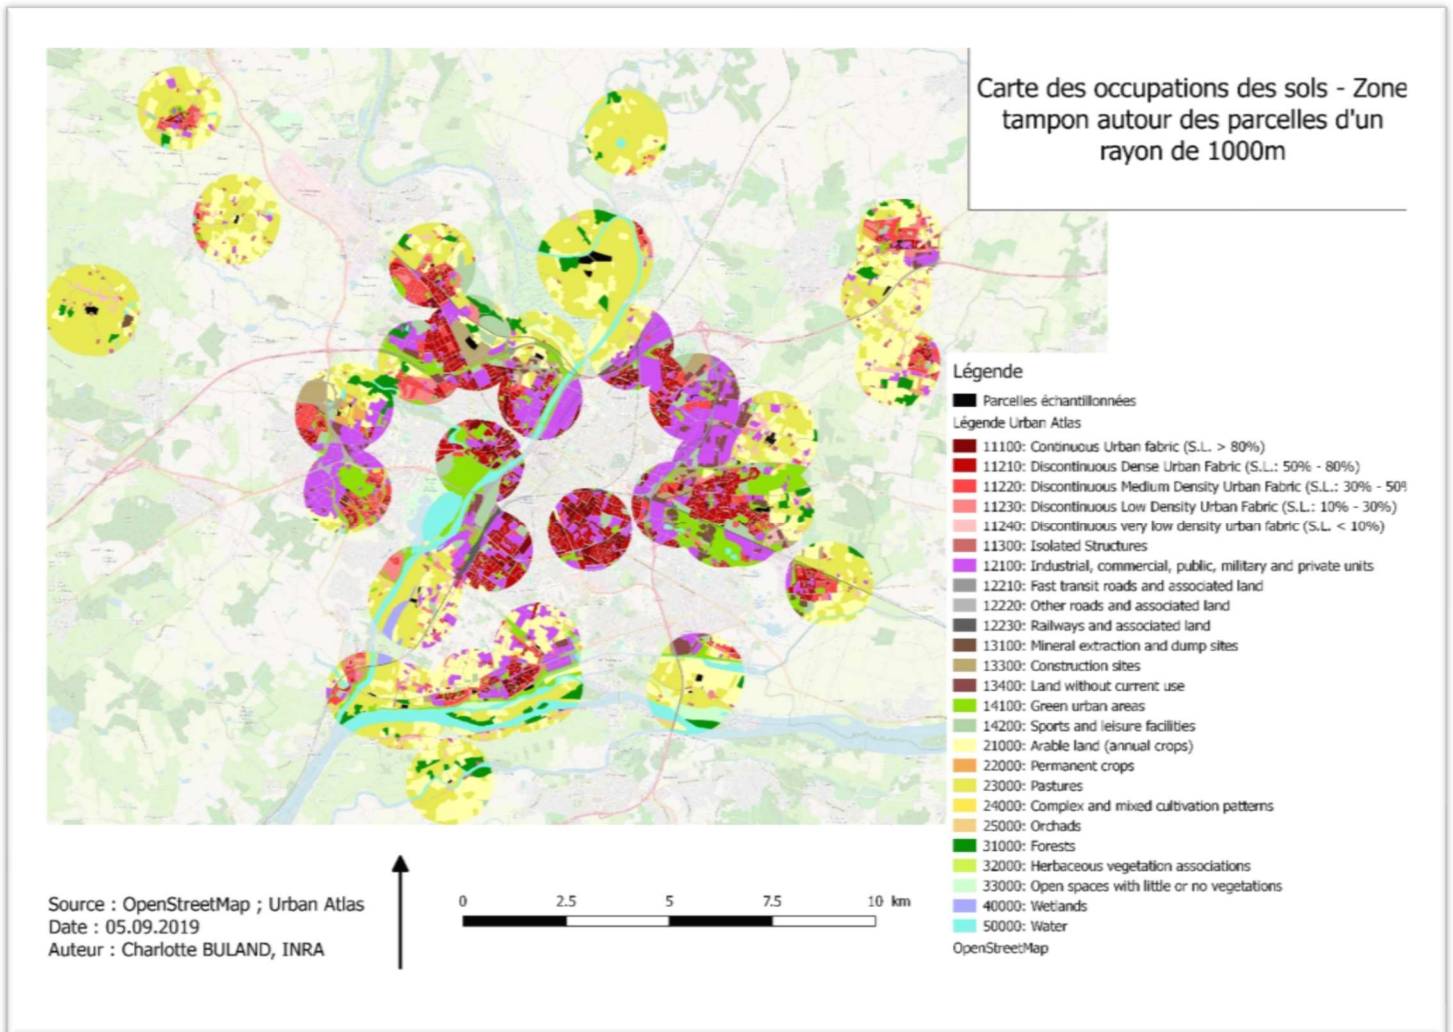 Carte des occupations des sols - Zone
tampon autour des parcelles d'un
rayon de 1000m
Légende
Parcelles échantillonnées
Légende Urban Atlas
11100: Continuous Urban fabric (S.L. > 80%)
11210: Discontinuous Dense Urban Fabric (S.L.: 50% - 80%)
11220: Discontinuous Medium Density Urban Fabric (S.L.: 30% - 50%
11230: Discontinuous Low Density Urban Fabric (S.L.: 10% - 30%)
11240: Discontinuous very low density urban fabric (S.L. < 10%)
11300: Isolated Structures
12100: Industrial, commercial, public, military and private units
12210: Fast transit roads and associated land
12220: Other roads and associated land
12230: Railways and associated land
13100: Mineral extraction and dump sites
13300: Construction sites
13400: Land without current use
14100: Green urban areas
14200: Sports and leisure facilities
21000: Arable land (annual crops)
22000: Permanent crops
23000: Pastures
24000: Complex and mixed cultivation patterns
25000: Orchads
31000: Forests
32000: Herbaceous vegetation associations
33000: Open spaces with little or no vegetations
40000: Wetlands
50000: Water
OpenStreetMap
Source : OpenStreetMap ; Urban Atlas
Date : 05.09.2019
Auteur : Charlotte BULAND, INRA
0 2.5 5 7.5 10 km